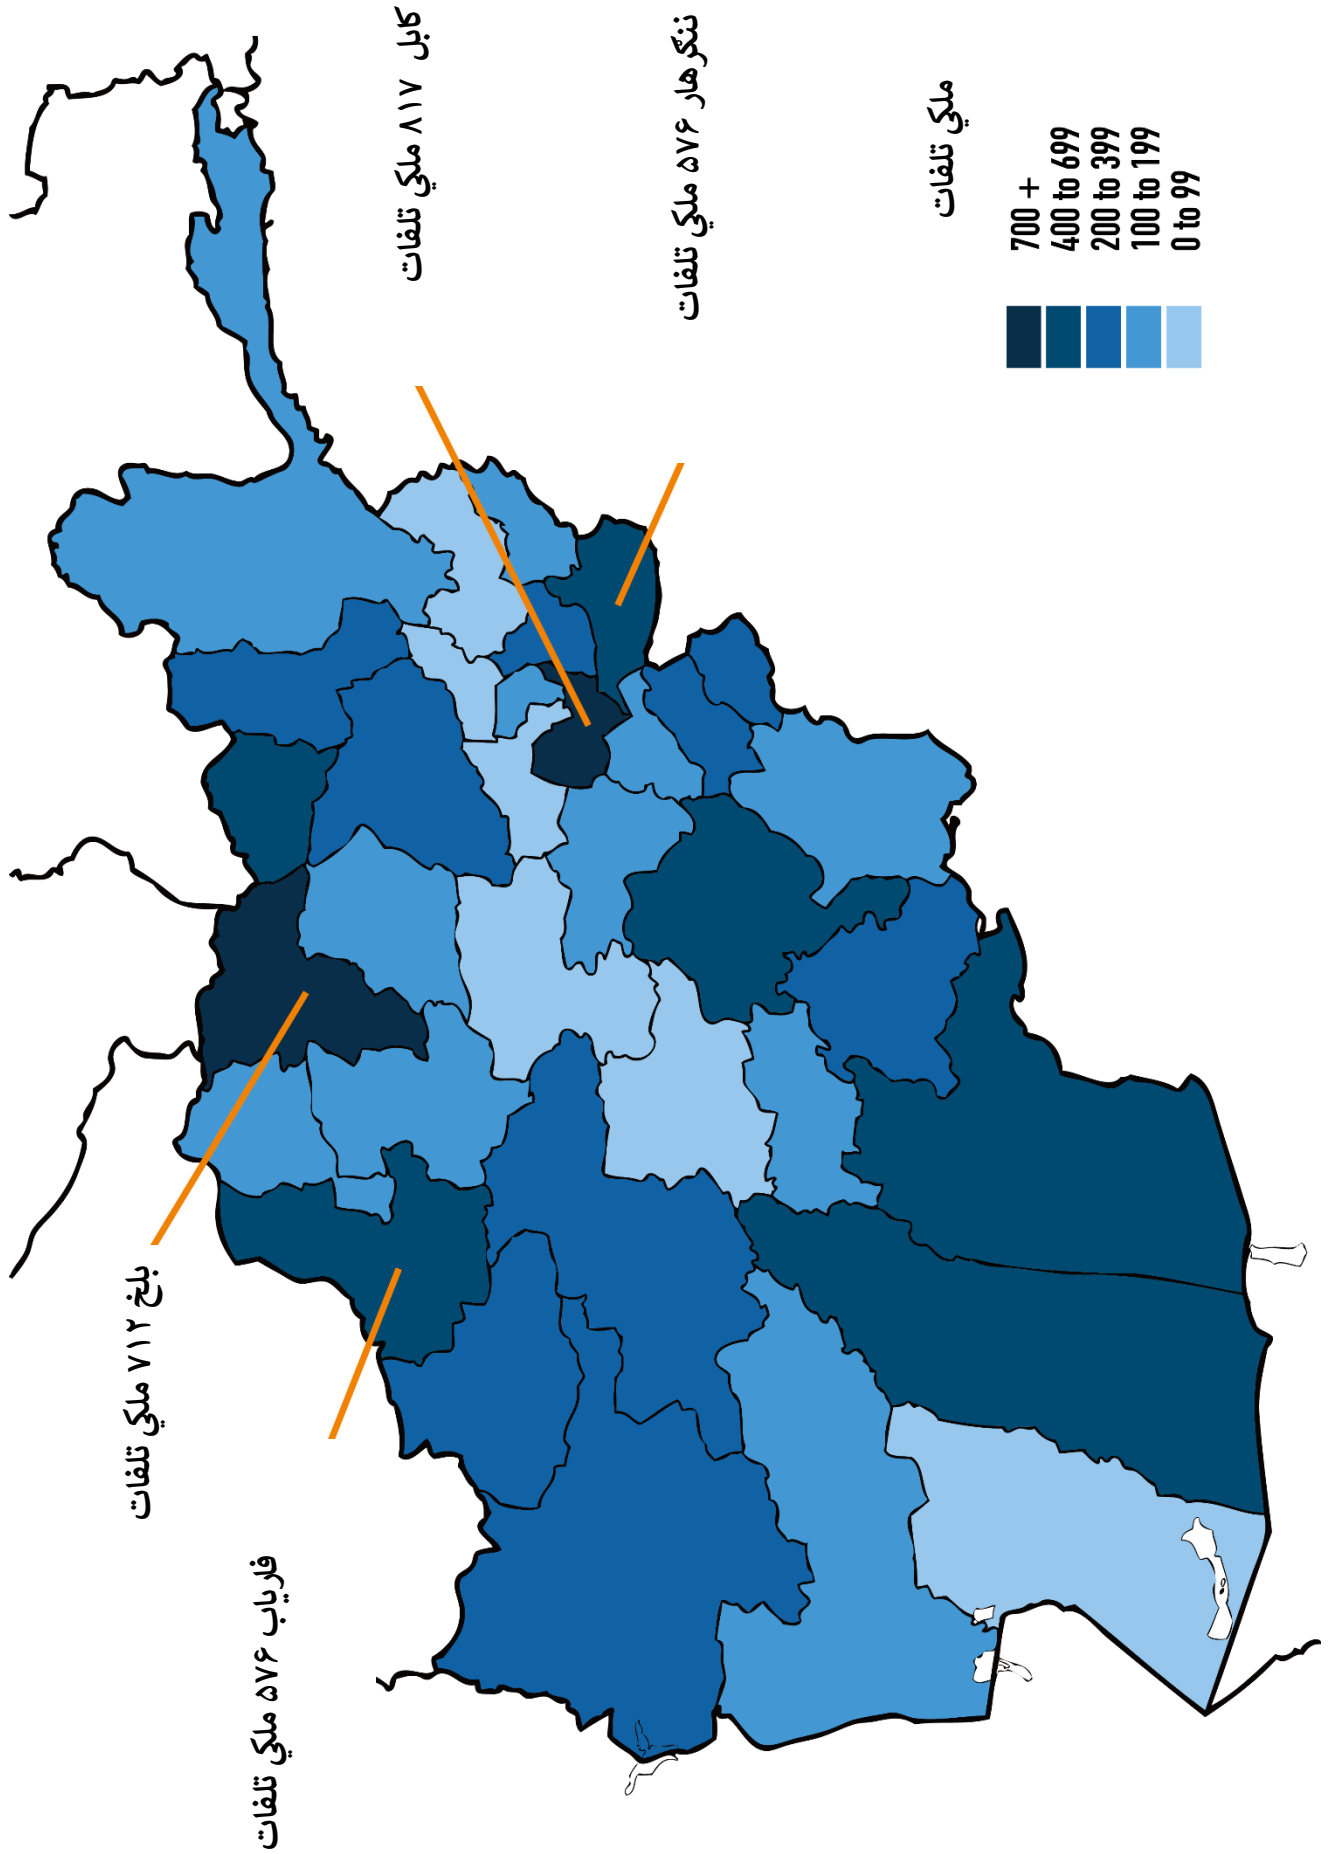 کابل ۸۱۷ ملکي تلفات
ننګرهار ۵۷۶ ملکي تلفات
بلخ ۷۱۲ ملکي تلفات
فارياب ۵۷۶ ملکي تلفات
ملکي تلفات
700 +
400 to 699
200 to 399
100 to 199
0 to 99